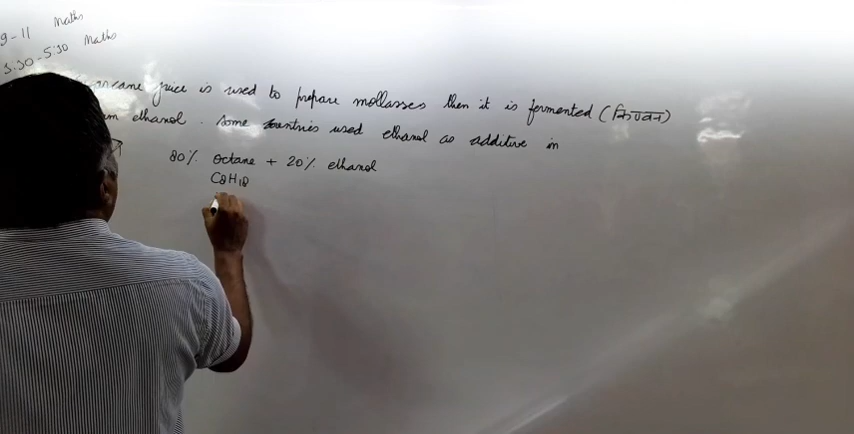 9-11 Maths
3:30-5:30 Maths
juice is used to prepare mollasses then it is fermented (किण्वन)
ethanol. Some countries used ethanol as additive in
80% octane + 20% ethanol
C8H18